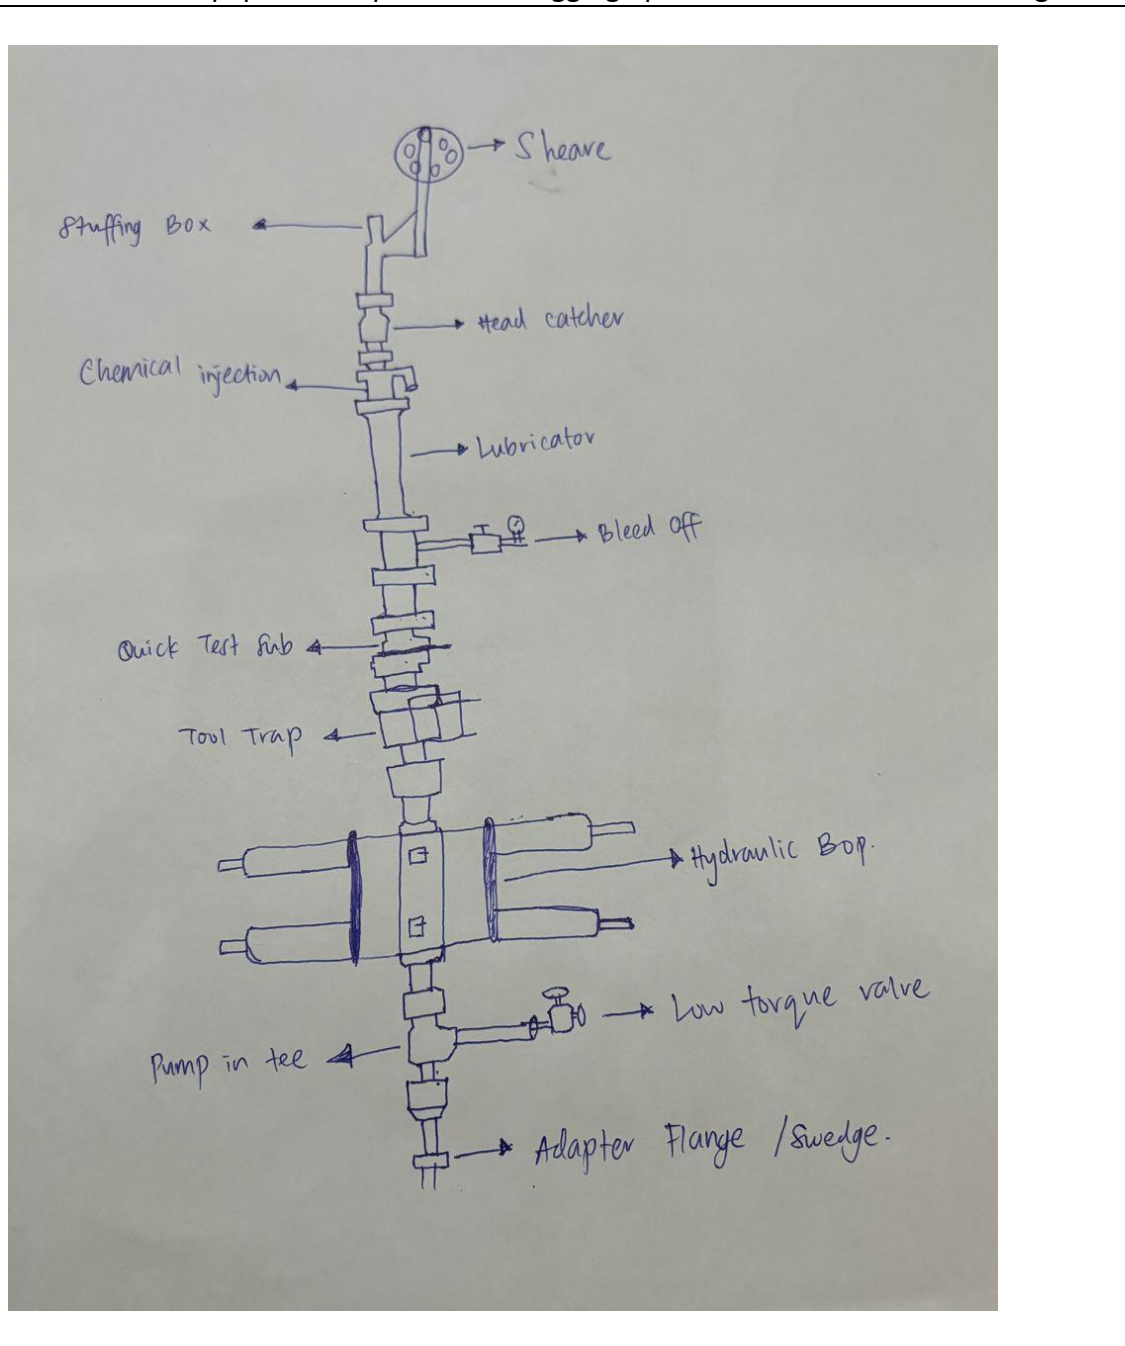 Sheave
Stuffing Box
Head catcher
Chemical injection
Lubricator
Bleed Off
Quick Test Sub
Tool Trap
Hydraulic Bop.
Low torque valve
Pump in tee
Adapter Flange /Swedge.